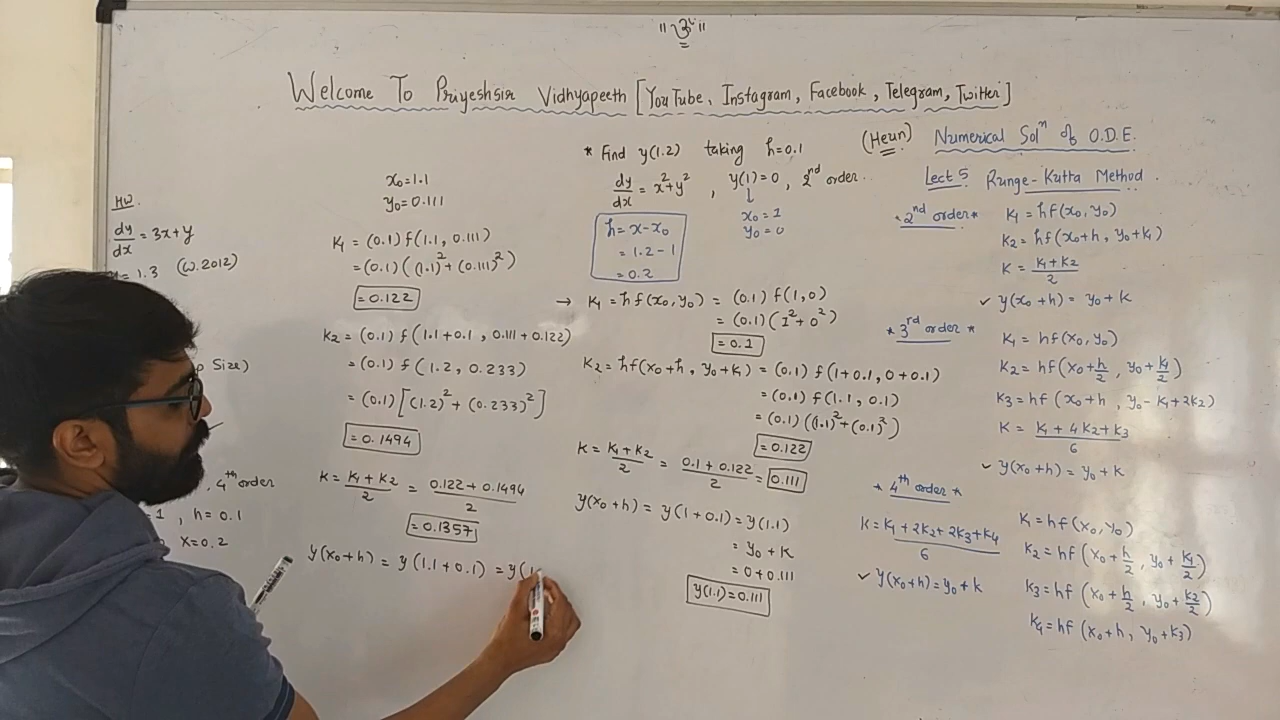 ॥ ૐ ॥
Welcome To Priyeshsir Vidhyapeeth [YouTube, Instagram, Facebook, Telegram, Twitter]
(Heun) Numerical Solⁿ of O.D.E.
Lect 5 Runge-Kutta Method.
* 2nd order *
K₁ = hf(x₀, y₀)
K₂ = hf(x₀+h, y₀+K₁)
K = (K₁+K₂)/2
✓ y(x₀+h) = y₀+K
* 3rd order *
K₁ = hf(x₀, y₀)
K₂ = hf(x₀+h/2, y₀+K₁/2)
K₃ = hf(x₀+h, y₀-K₁+2K₂)
K = (K₁+4K₂+K₃)/6
✓ y(x₀+h) = y₀+K
* 4th order *
K₁ = hf(x₀, y₀)
K₂ = hf(x₀+h/2, y₀+K₁/2)
K₃ = hf(x₀+h/2, y₀+K₂/2)
K₄ = hf(x₀+h, y₀+K₃)
K = (K₁+2K₂+2K₃+K₄)/6
✓ y(x₀+h) = y₀+K
* Find y(1.2) taking h=0.1
dy/dx = x²+y², y(1)=0, 2nd order.
x₀=1
y₀=0
h = x-x₀
= 1.2-1
= 0.2
→ K₁ = hf(x₀, y₀) = (0.1) f(1,0)
= (0.1)(1²+0²)
= 0.1
K₂ = hf(x₀+h, y₀+K₁) = (0.1) f(1+0.1, 0+0.1)
= (0.1) f(1.1, 0.1)
= (0.1)((1.1)²+(0.1)²)
= 0.122
K = (K₁+K₂)/2 = (0.1+0.122)/2 = 0.111
y(x₀+h) = y(1+0.1) = y(1.1)
= y₀+K
= 0+0.111
y(1.1) = 0.111
x₀=1.1
y₀=0.111
K₁ = (0.1) f(1.1, 0.111)
= (0.1)((1.1)²+(0.111)²)
= 0.122
K₂ = (0.1) f(1.1+0.1, 0.111+0.122)
= (0.1) f(1.2, 0.233)
= (0.1)[(1.2)²+(0.233)²]
= 0.1494
K = (K₁+K₂)/2 = (0.122+0.1494)/2
= 0.1357
y(x₀+h) = y(1.1+0.1) = y(1
HW.
dy/dx = 3x+y
= 1.3 (W.2012)
Size)
, 4th order
=1, h=0.1
x=0.2